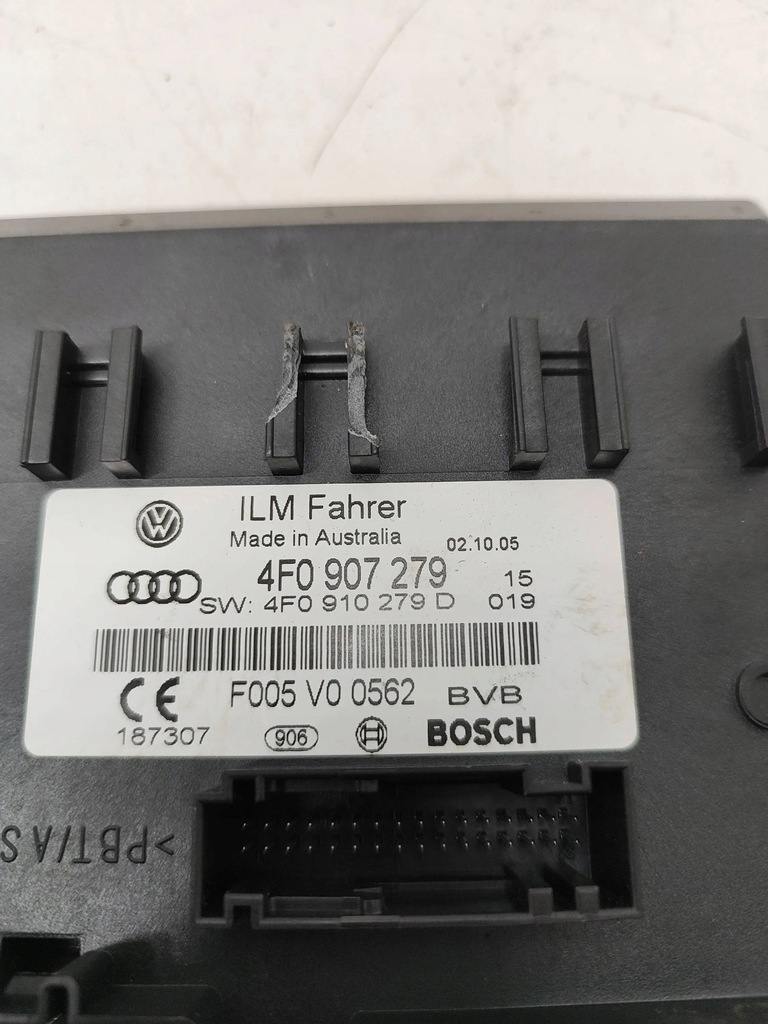 ILM Fahrer
Made in Australia 02.10.05
4F0 907 279 15
SW: 4F0 910 279 D 019
F005 V0 0562 BVB
CE
187307 906 BOSCH
>PBT/AS